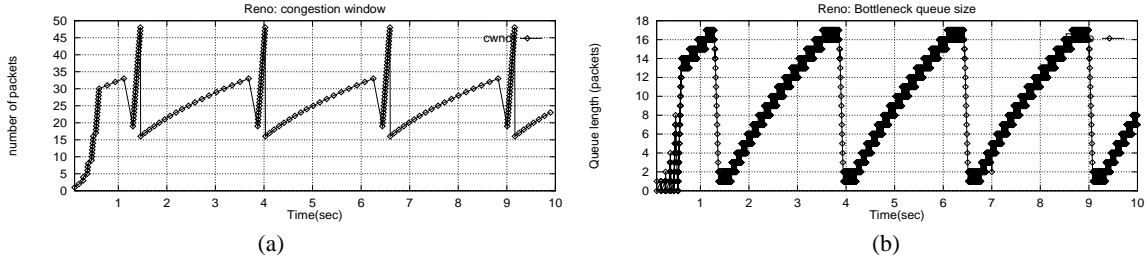 Reno: congestion window
number of packets
50
45
40
35
30
25
20
15
10
5
0
cwnd
1 2 3 4 5 6 7 8 9 10
Time(sec)
(a)
Reno: Bottleneck queue size
Queue length (packets)
18
16
14
12
10
8
6
4
2
0
1 2 3 4 5 6 7 8 9 10
Time(sec)
(b)